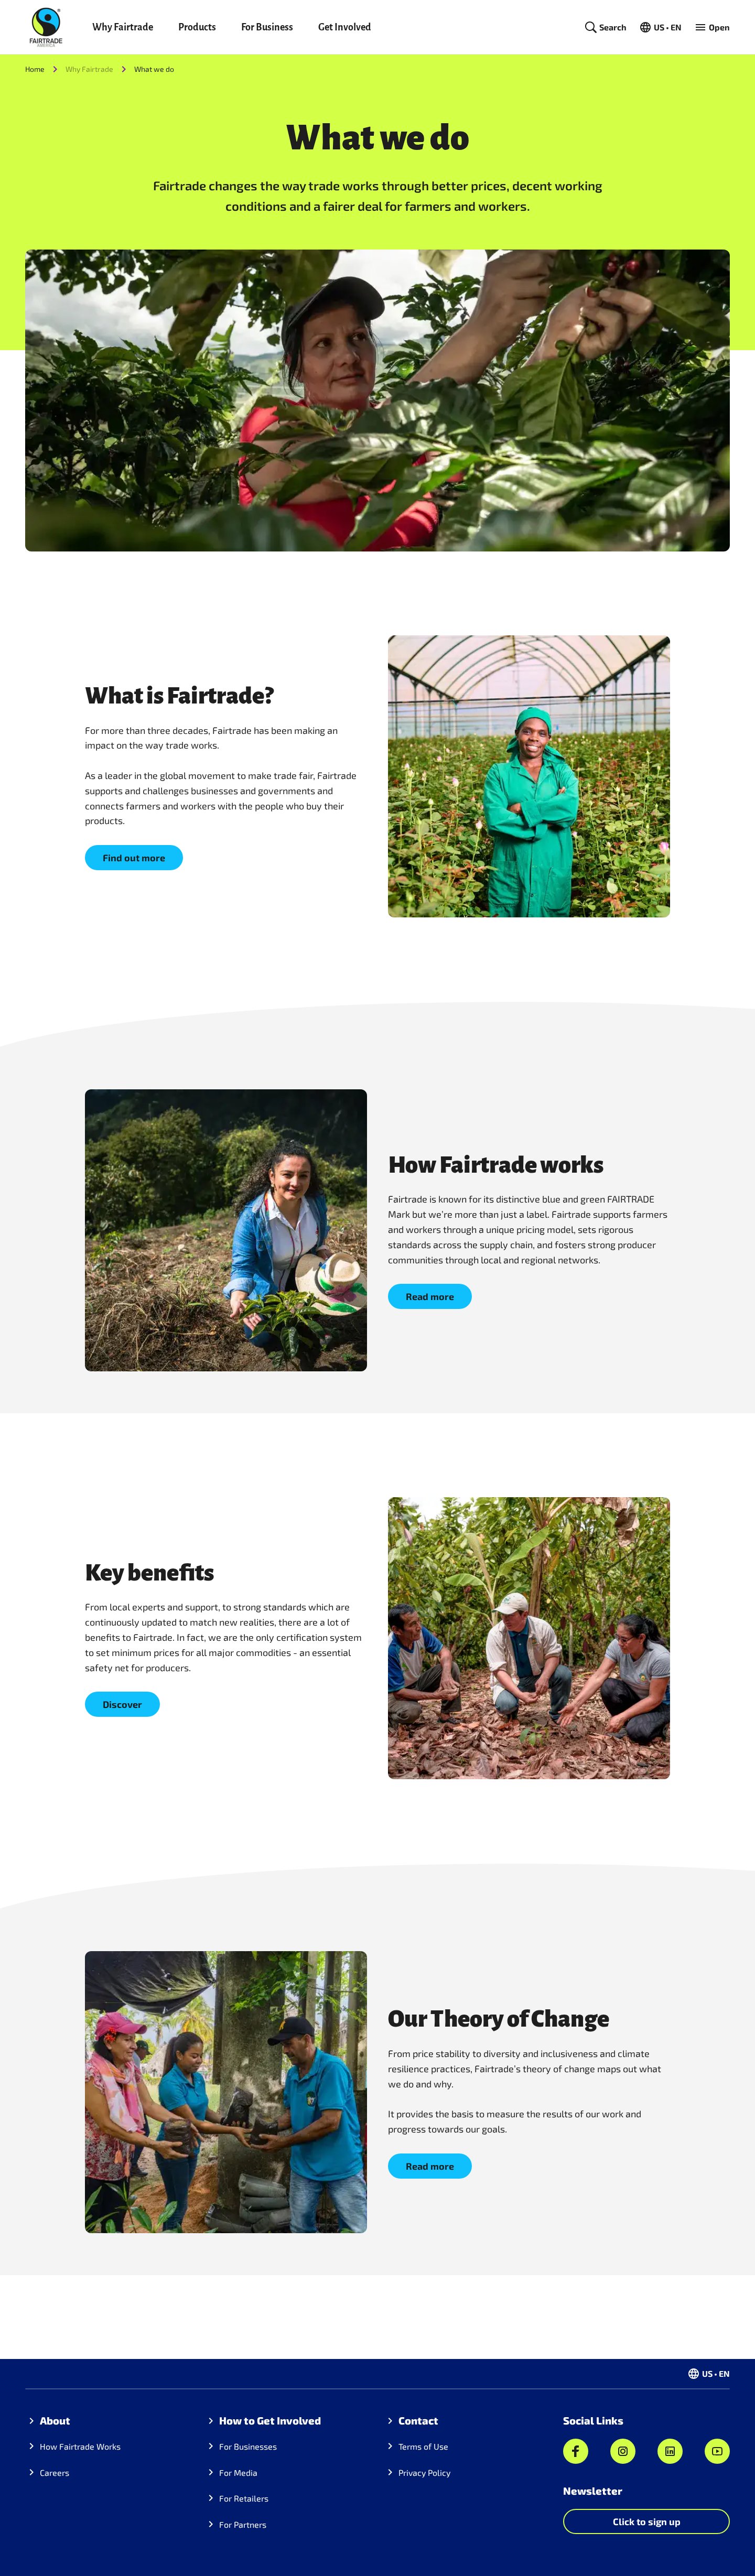 FAIRTRADE
AMERICA
Why Fairtrade
Products
For Business
Get Involved
Search
US • EN
Open
Home
Why Fairtrade
What we do
What we do
Fairtrade changes the way trade works through better prices, decent working
conditions and a fairer deal for farmers and workers.
What is Fairtrade?
For more than three decades, Fairtrade has been making an
impact on the way trade works.
As a leader in the global movement to make trade fair, Fairtrade
supports and challenges businesses and governments and
connects farmers and workers with the people who buy their
products.
Find out more
How Fairtrade works
Fairtrade is known for its distinctive blue and green FAIRTRADE
Mark but we're more than just a label. Fairtrade supports farmers
and workers through a unique pricing model, sets rigorous
standards across the supply chain, and fosters strong producer
communities through local and regional networks.
Read more
Key benefits
From local experts and support, to strong standards which are
continuously updated to match new realities, there are a lot of
benefits to Fairtrade. In fact, we are the only certification system
to set minimum prices for all major commodities - an essential
safety net for producers.
Discover
Our Theory of Change
From price stability to diversity and inclusiveness and climate
resilience practices, Fairtrade's theory of change maps out what
we do and why.
It provides the basis to measure the results of our work and
progress towards our goals.
Read more
US • EN
About
How Fairtrade Works
Careers
How to Get Involved
For Businesses
For Media
For Retailers
For Partners
Contact
Terms of Use
Privacy Policy
Social Links
Newsletter
Click to sign up